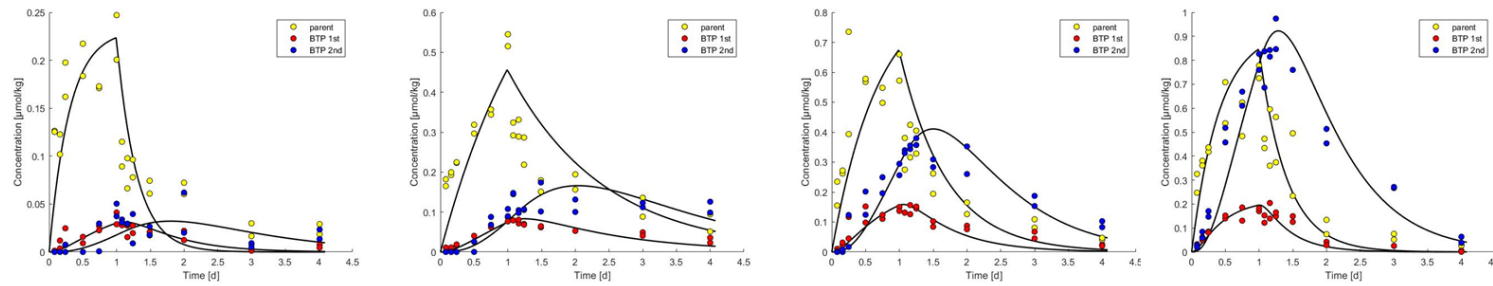 0.25
0.2
0.15
0.1
0.05
0
Concentration [μmol/kg]
0 0.5 1 1.5 2 2.5 3 3.5 4 4.5
Time [d]
parent
BTP 1st
BTP 2nd
0.6
0.5
0.4
0.3
0.2
0.1
0
Concentration [μmol/kg]
0 0.5 1 1.5 2 2.5 3 3.5 4 4.5
Time [d]
parent
BTP 1st
BTP 2nd
0.8
0.7
0.6
0.5
0.4
0.3
0.2
0.1
0
Concentration [μmol/kg]
0 0.5 1 1.5 2 2.5 3 3.5 4 4.5
Time [d]
parent
BTP 1st
BTP 2nd
1
0.9
0.8
0.7
0.6
0.5
0.4
0.3
0.2
0.1
0
Concentration [μmol/kg]
0 0.5 1 1.5 2 2.5 3 3.5 4
Time [d]
parent
BTP 1st
BTP 2nd